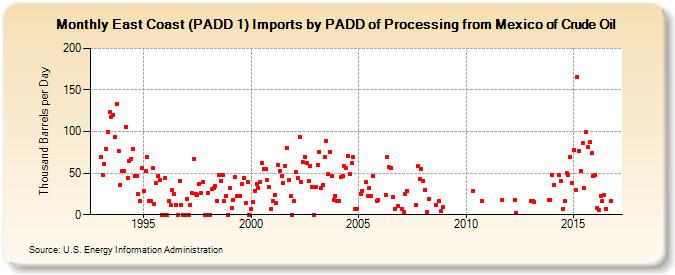 Monthly East Coast (PADD 1) Imports by PADD of Processing from Mexico of Crude Oil
Thousand Barrels per Day
200
150
100
50
0
1995 2000 2005 2010 2015
Source: U.S. Energy Information Administration